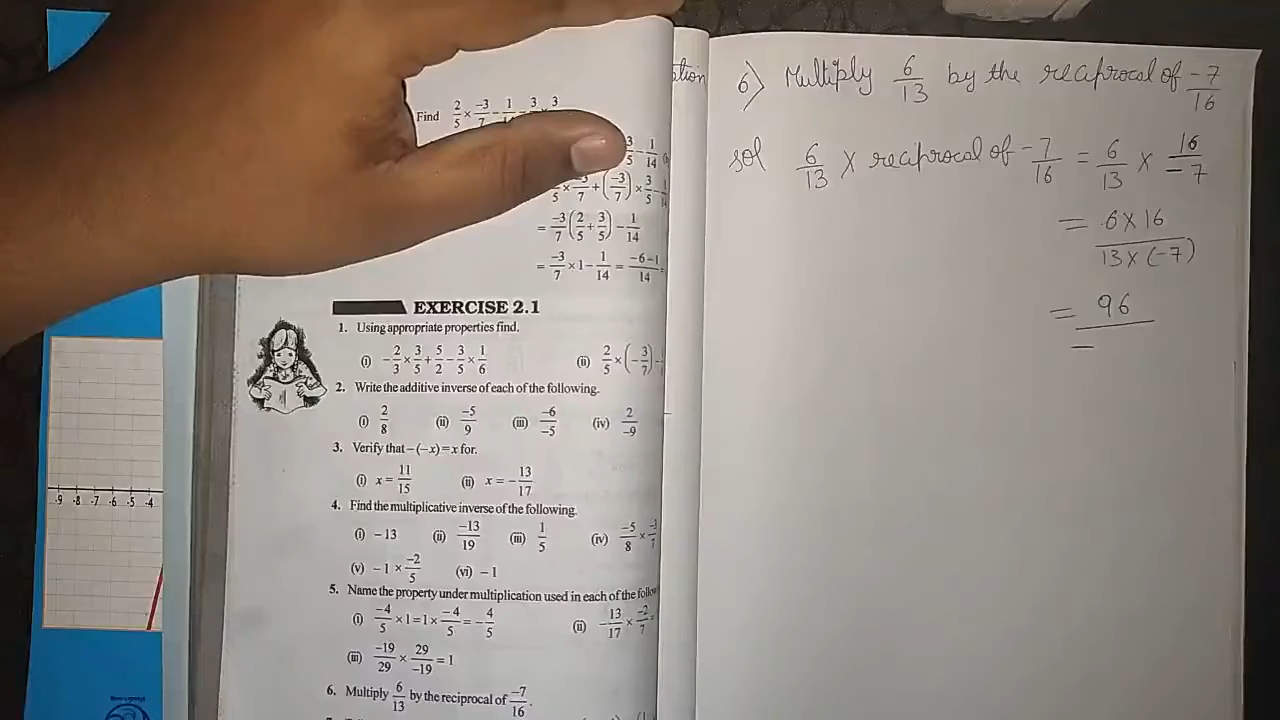 Find 2/5 × -3/7 - 1/14 - 3/7 × 3
3/5 - 1/14
5 × -3/7 + (-3/7) × 3/5 - 1/14
= -3/7 (2/5 + 3/5) - 1/14
= -3/7 × 1 - 1/14 = -6-1/14 =
EXERCISE 2.1
1. Using appropriate properties find.
(i) -2/3 × 3/5 + 5/2 - 3/5 × 1/6 (ii) 2/5 × (-3/7) -
2. Write the additive inverse of each of the following.
(i) 2/8 (ii) -5/9 (iii) -6/-5 (iv) 2/-9
3. Verify that -(-x) = x for.
(i) x = 11/15 (ii) x = -13/17
4. Find the multiplicative inverse of the following.
(i) -13 (ii) -13/19 (iii) 1/5 (iv) -5/8 × -3/7
(v) -1 × -2/5 (vi) -1
5. Name the property under multiplication used in each of the follow
(i) -4/5 × 1 = 1 × -4/5 = -4/5 (ii) -13/17 × -2/7 =
(iii) -19/29 × 29/-19 = 1
6. Multiply 6/13 by the reciprocal of -7/16.
-9 -8 -7 -6 -5 -4
6) Multiply 6/13 by the reciprocal of -7/16
sol 6/13 × reciprocal of -7/16 = 6/13 × 16/-7
= 6×16/13×(-7)
= 96/-